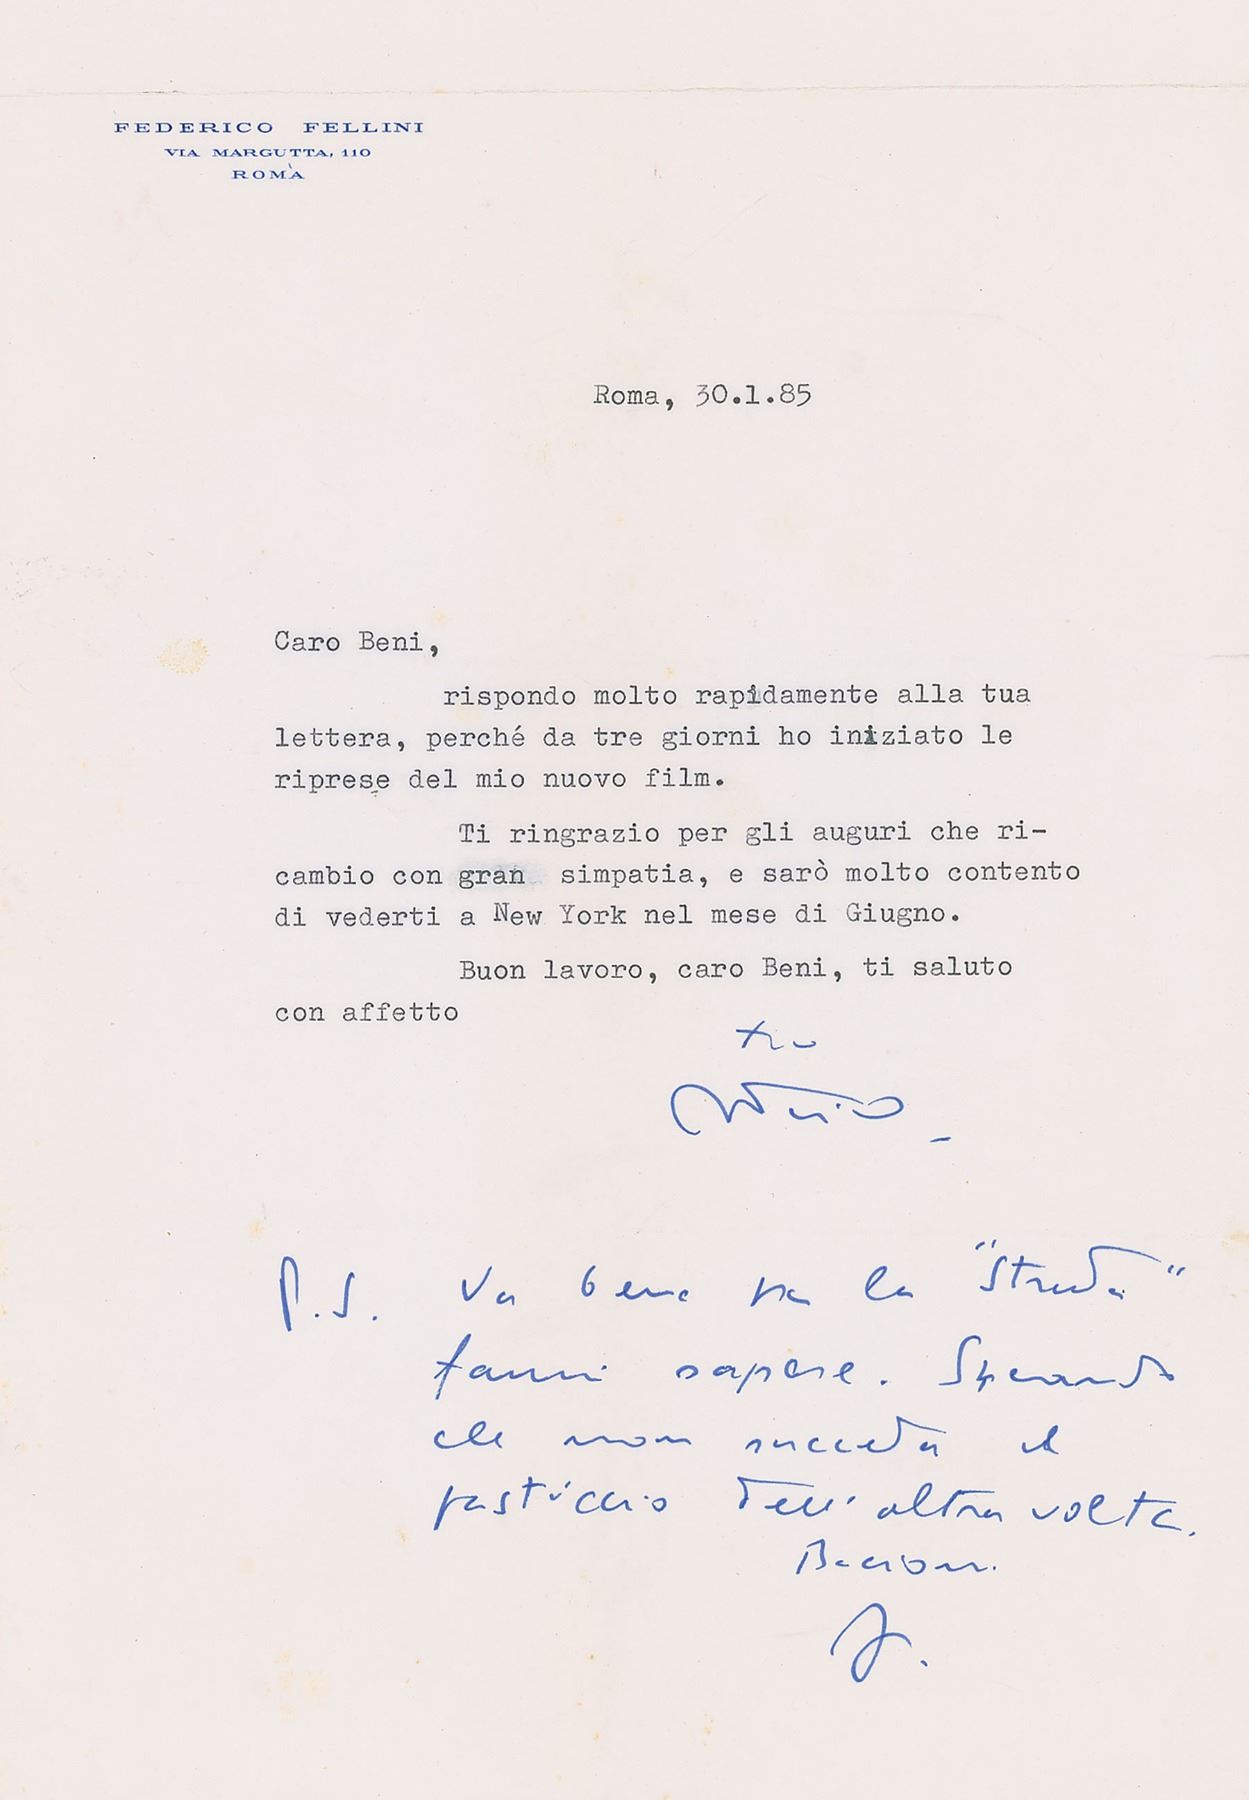 FEDERICO FELLINI
VIA MARGUTTA, 110
ROMA
Roma, 30.1.85
Caro Beni,
rispondo molto rapidamente alla tua
lettera, perché da tre giorni ho iniziato le
riprese del mio nuovo film.
Ti ringrazio per gli auguri che ri-
cambio con gran simpatia, e sarò molto contento
di vederti a New York nel mese di Giugno.
Buon lavoro, caro Beni, ti saluto
con affetto
tuo
P.S. Va bene per la "Strada"
fammi sapere. Sperando
che non succeda il
pasticcio dell'altra volta.
Bacioni.
F.